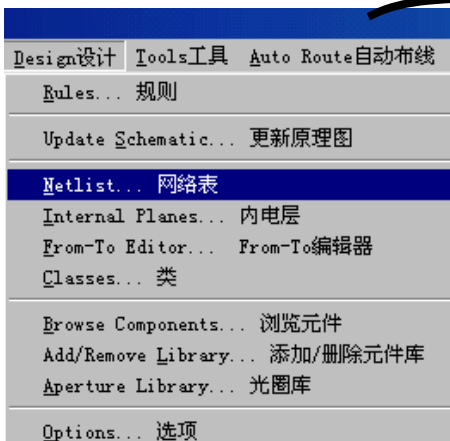 Design设计 Tools工具 Auto Route自动布线
Rules... 规则
Update Schematic... 更新原理图
Netlist... 网络表
Internal Planes... 内电层
From-To Editor... From-To编辑器
Classes... 类
Browse Components... 浏览元件
Add/Remove Library... 添加/删除元件库
Aperture Library... 光圈库
Options... 选项